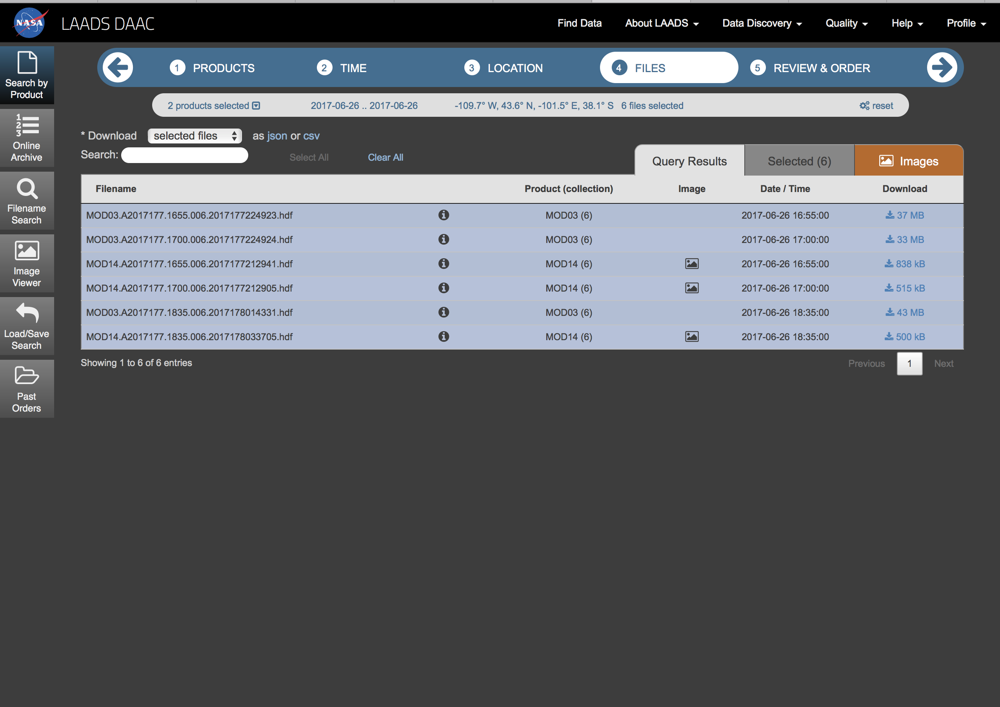 NASA LAADS DAAC Find Data About LAADS Data Discovery Quality Help Profile
1 PRODUCTS 2 TIME 3 LOCATION 4 FILES 5 REVIEW & ORDER
Search by
Product
2 products selected 2017-06-26 .. 2017-06-26 -109.7° W, 43.6° N, -101.5° E, 38.1° S 6 files selected reset
1
2
3
Online
Archive
* Download selected files as json or csv
Search: Select All Clear All
Query Results Selected (6) Images
Filename Product (collection) Image Date / Time Download
MOD03.A2017177.1655.006.2017177224923.hdf MOD03 (6) 2017-06-26 16:55:00 37 MB
MOD03.A2017177.1700.006.2017177224924.hdf MOD03 (6) 2017-06-26 17:00:00 33 MB
MOD14.A2017177.1655.006.2017177212941.hdf MOD14 (6) 2017-06-26 16:55:00 838 kB
MOD14.A2017177.1700.006.2017177212905.hdf MOD14 (6) 2017-06-26 17:00:00 515 kB
MOD03.A2017177.1835.006.2017178014331.hdf MOD03 (6) 2017-06-26 18:35:00 43 MB
MOD14.A2017177.1835.006.2017178033705.hdf MOD14 (6) 2017-06-26 18:35:00 500 kB
Showing 1 to 6 of 6 entries Previous 1 Next
Filename
Search
Image
Viewer
Load/Save
Search
Past
Orders